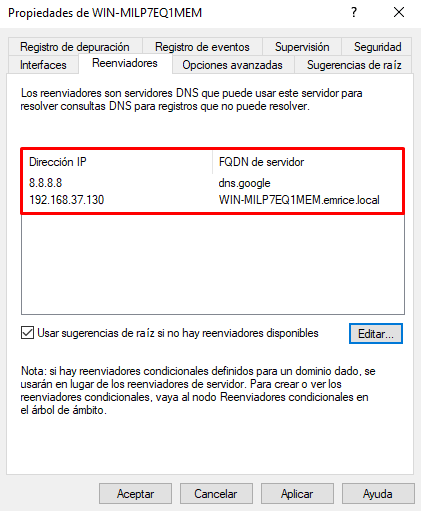 Propiedades de WIN-MILP7EQ1MEM
Registro de depuración Registro de eventos Supervisión Seguridad
Interfaces Reenviadores Opciones avanzadas Sugerencias de raíz
Los reenviadores son servidores DNS que puede usar este servidor para
resolver consultas DNS para registros que no puede resolver.
Dirección IP FQDN de servidor
8.8.8.8 dns.google
192.168.37.130 WIN-MILP7EQ1MEM.emrice.local
Usar sugerencias de raíz si no hay reenviadores disponibles Editar...
Nota: si hay reenviadores condicionales definidos para un dominio dado, se
usarán en lugar de los reenviadores de servidor. Para crear o ver los
reenviadores condicionales, vaya al nodo Reenviadores condicionales en
el árbol de ámbito.
Aceptar Cancelar Aplicar Ayuda